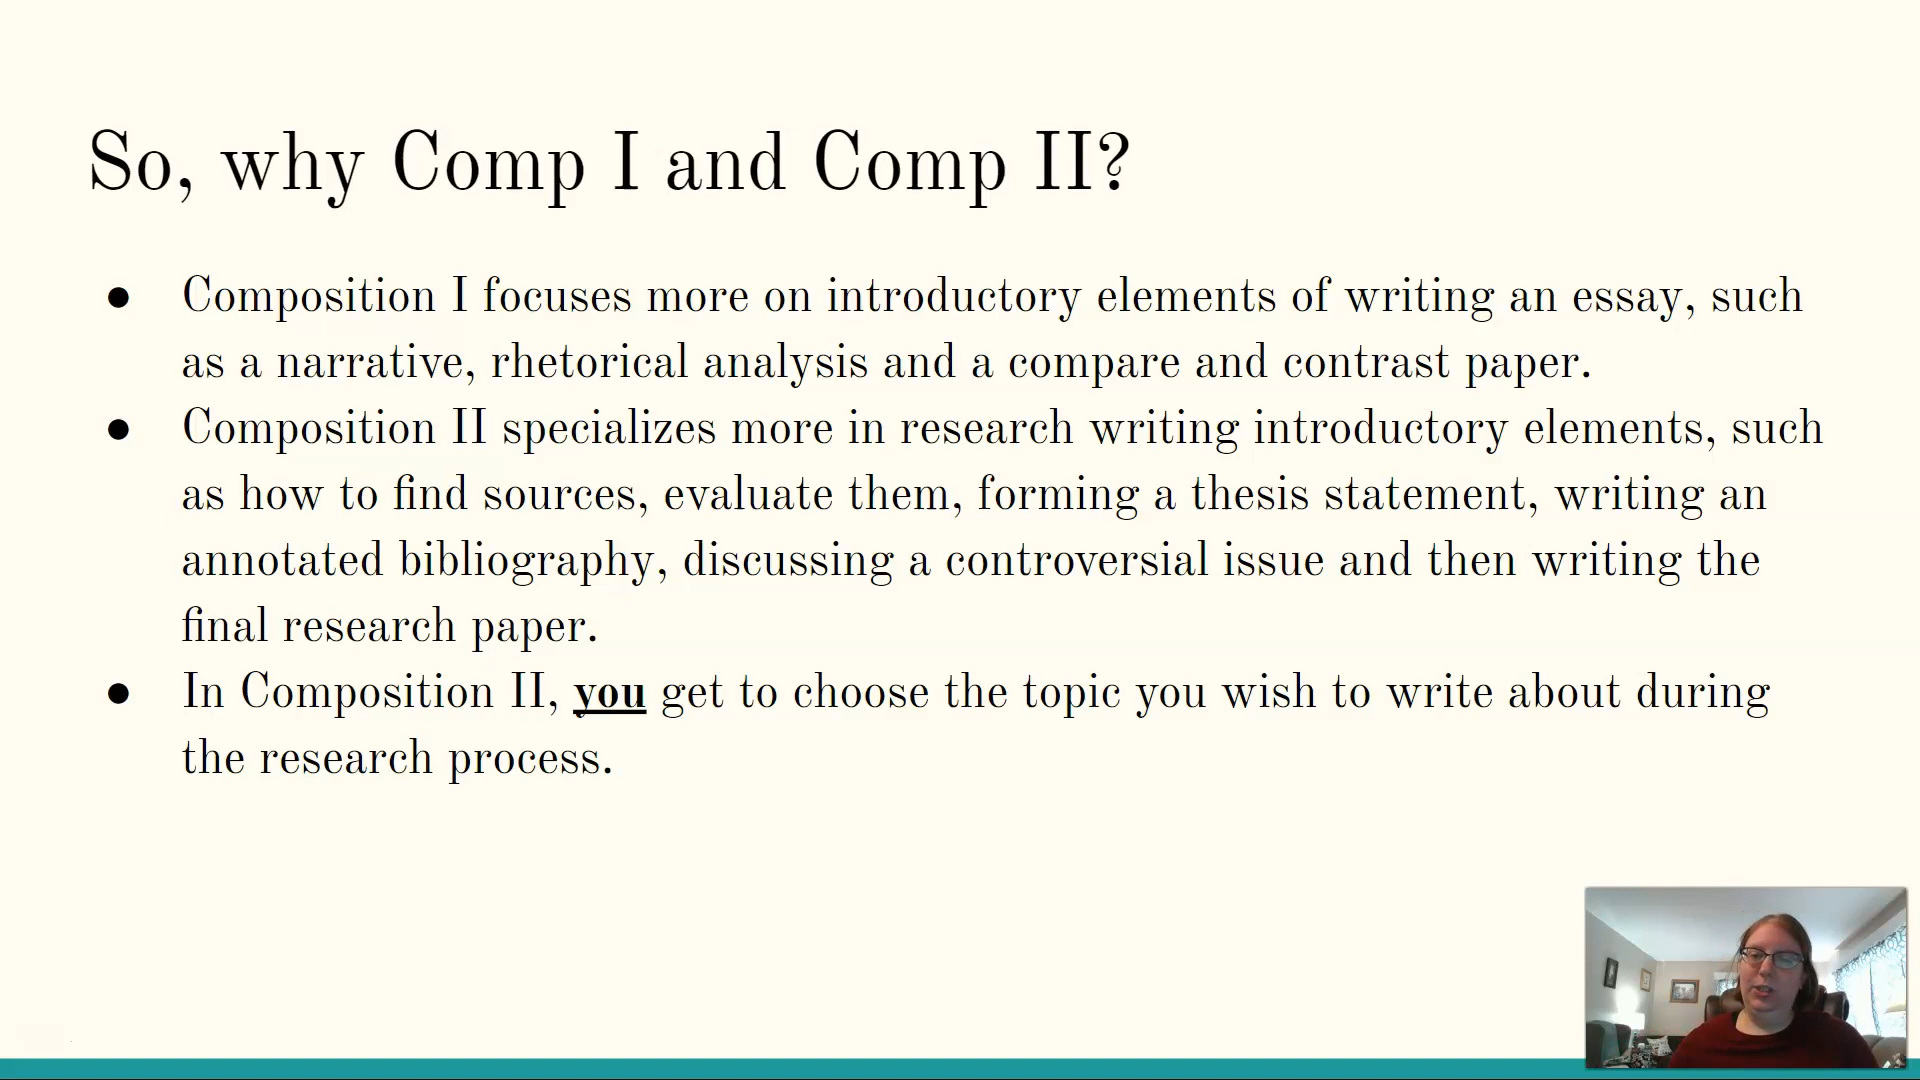 So, why Comp I and Comp II?
● Composition I focuses more on introductory elements of writing an essay, such
as a narrative, rhetorical analysis and a compare and contrast paper.
● Composition II specializes more in research writing introductory elements, such
as how to find sources, evaluate them, forming a thesis statement, writing an
annotated bibliography, discussing a controversial issue and then writing the
final research paper.
● In Composition II, you get to choose the topic you wish to write about during
the research process.